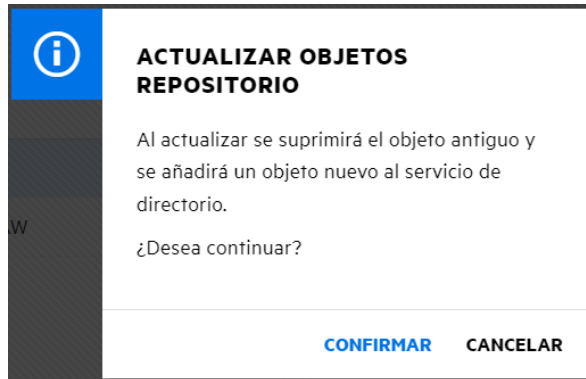 ACTUALIZAR OBJETOS
REPOSITORIO
Al actualizar se suprimirá el objeto antiguo y
se añadirá un objeto nuevo al servicio de
directorio.
¿Desea continuar?
CONFIRMAR CANCELAR